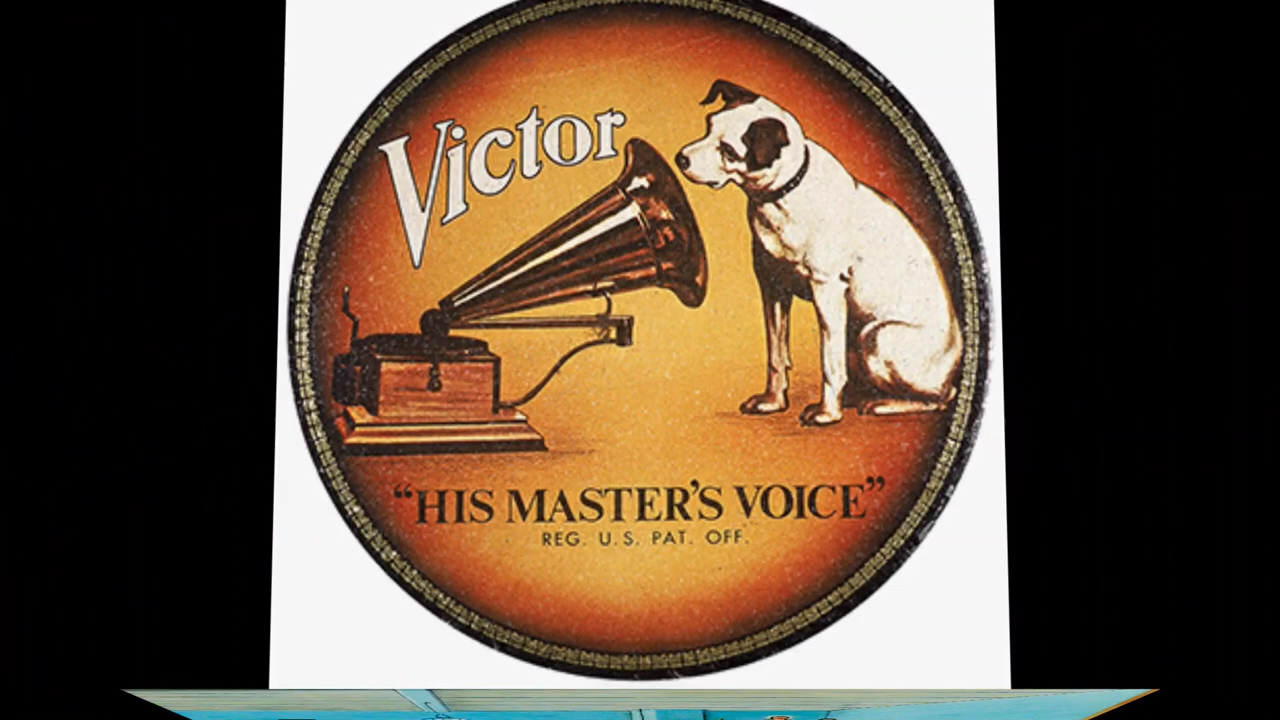 Victor
“HIS MASTER'S VOICE”
REG. U.S. PAT. OFF.